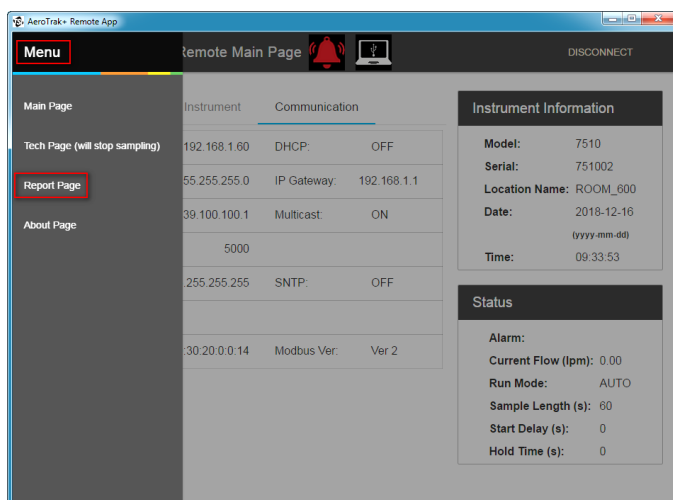 AeroTrak+ Remote App
Menu
Remote Main Page
DISCONNECT
Main Page
Tech Page (will stop sampling)
Report Page
About Page
Instrument Communication
192.168.1.60 DHCP: OFF
55.255.255.0 IP Gateway: 192.168.1.1
39.100.100.1 Multicast: ON
5000
.255.255.255 SNTP: OFF
:30:20:0:0:14 Modbus Ver: Ver 2
Instrument Information
Model: 7510
Serial: 751002
Location Name: ROOM_600
Date: 2018-12-16
(yyyy-mm-dd)
Time: 09:33:53
Status
Alarm:
Current Flow (lpm): 0.00
Run Mode: AUTO
Sample Length (s): 60
Start Delay (s): 0
Hold Time (s): 0